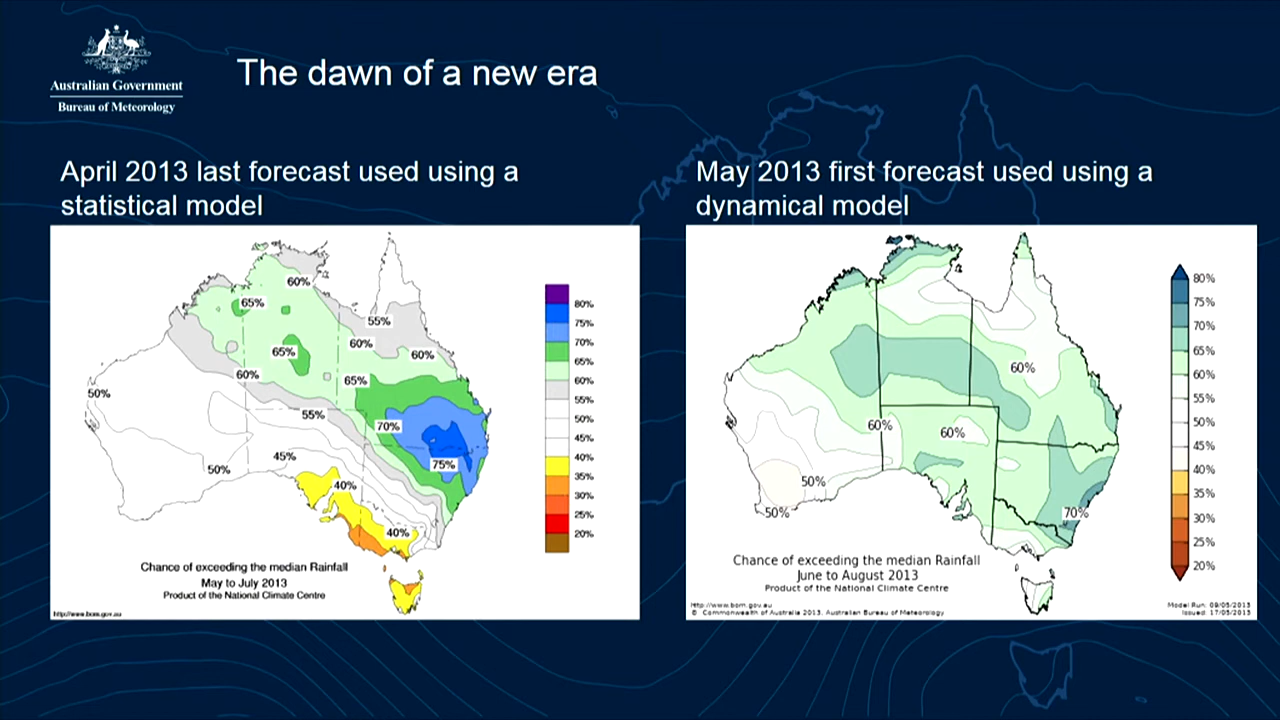 Australian Government
Bureau of Meteorology
The dawn of a new era
April 2013 last forecast used using a
statistical model
60%
65%
55%
60%
65%
60%
60%
65%
50%
55%
70%
45%
75%
50%
40%
40%
80%
75%
70%
65%
60%
55%
50%
45%
40%
35%
30%
25%
20%
Chance of exceeding the median Rainfall
May to July 2013
Product of the National Climate Centre
http://www.bom.gov.au
May 2013 first forecast used using a
dynamical model
60%
60%
60%
50%
50%
70%
80%
75%
70%
65%
60%
55%
50%
45%
40%
35%
30%
25%
20%
Chance of exceeding the median Rainfall
June to August 2013
Product of the National Climate Centre
http://www.bom.gov.au
© Commonwealth of Australia 2013, Australian Bureau of Meteorology
Model Run: 09/05/2013
Issued: 17/05/2013